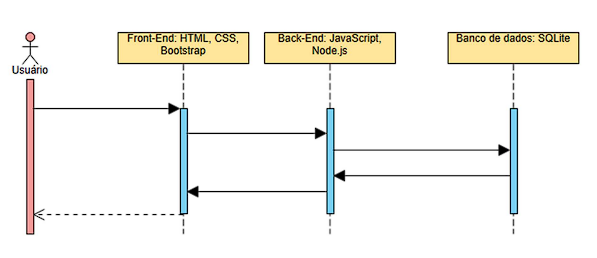 Usuário
Front-End: HTML, CSS,
Bootstrap
Back-End: JavaScript,
Node.js
Banco de dados: SQLite